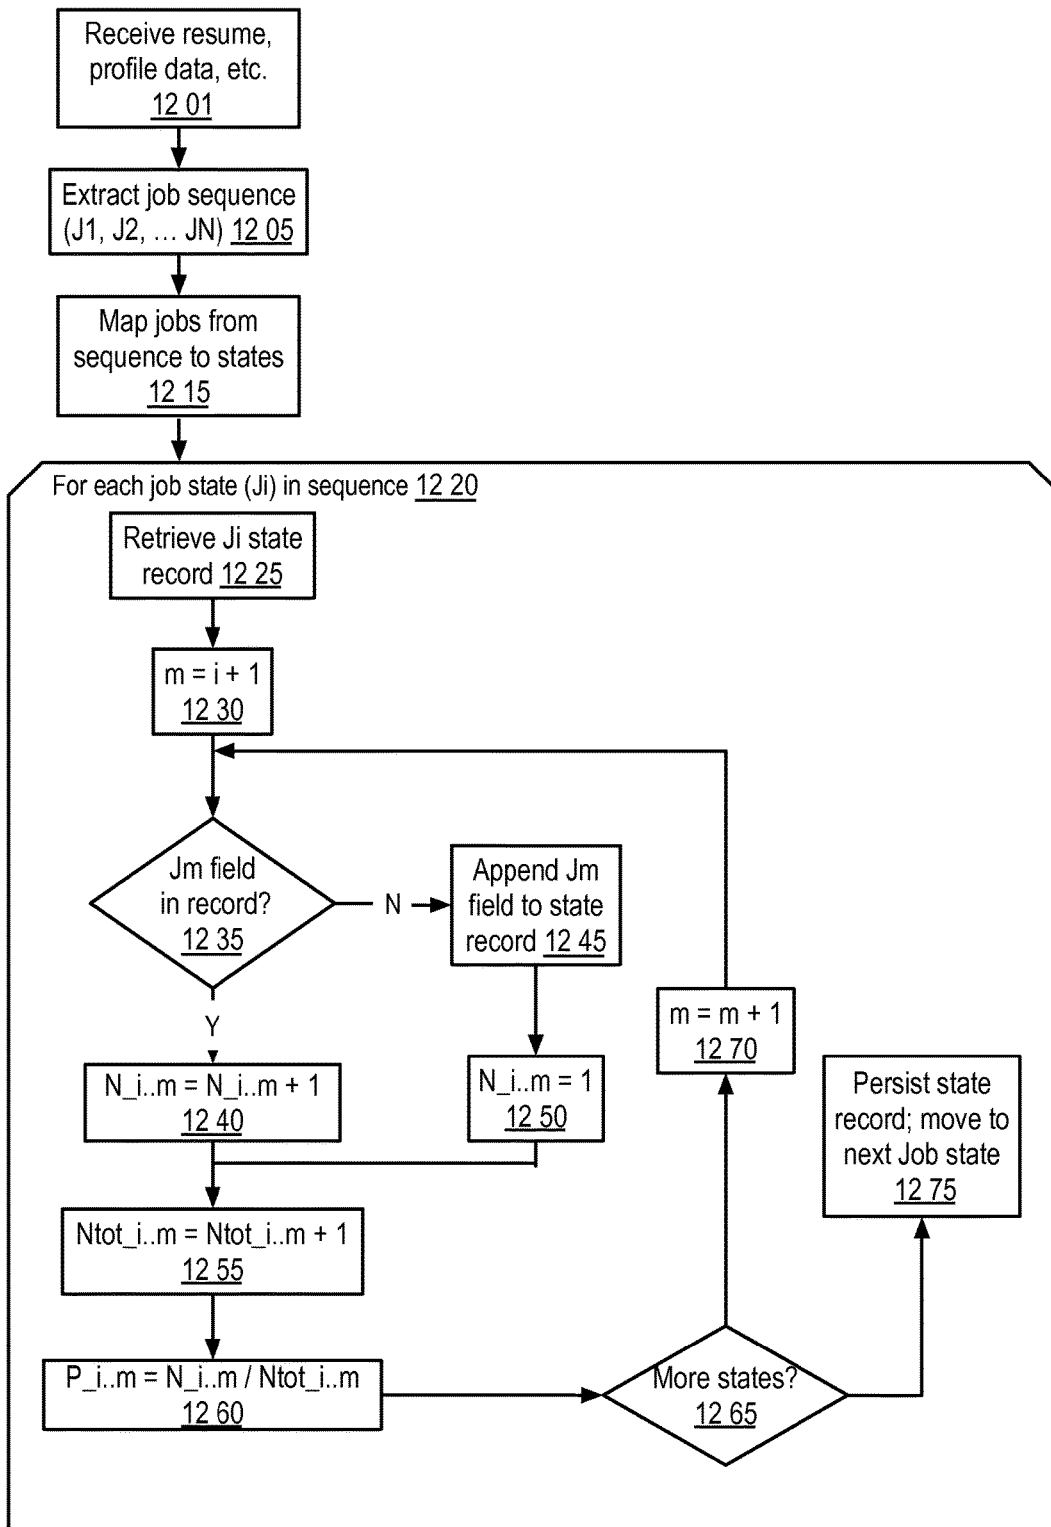 Receive resume,
profile data, etc.
12 01
Extract job sequence
(J1, J2, ... JN) 12 05
Map jobs from
sequence to states
12 15
For each job state (Ji) in sequence 12 20
Retrieve Ji state
record 12 25
m = i + 1
12 30
Jm field
in record?
12 35
N
Append Jm
field to state
record 12 45
Y
N_i..m = N_i..m + 1
12 40
N_i..m = 1
12 50
m = m + 1
12 70
Persist state
record; move to
next Job state
12 75
Ntot_i..m = Ntot_i..m + 1
12 55
P_i..m = N_i..m / Ntot_i..m
12 60
More states?
12 65